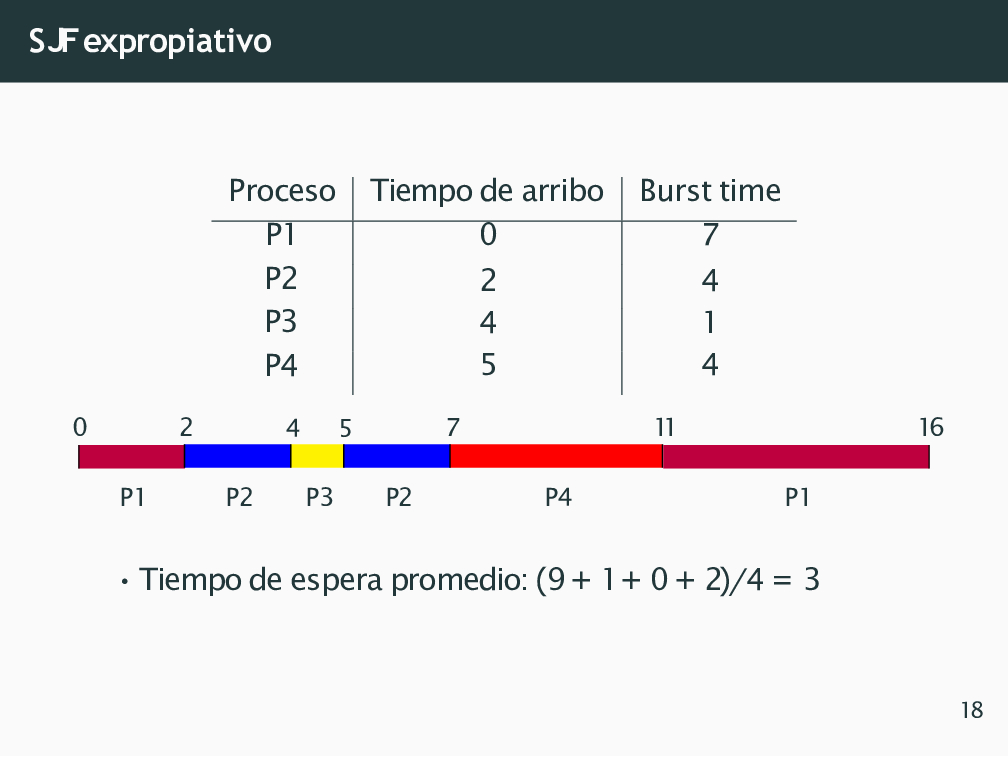 SJF expropiativo
Proceso Tiempo de arribo Burst time
P1 0 7
P2 2 4
P3 4 1
P4 5 4
0 2 4 5 7 11 16
P1 P2 P3 P2 P4 P1
• Tiempo de espera promedio: (9 + 1 + 0 + 2)/4 = 3
18